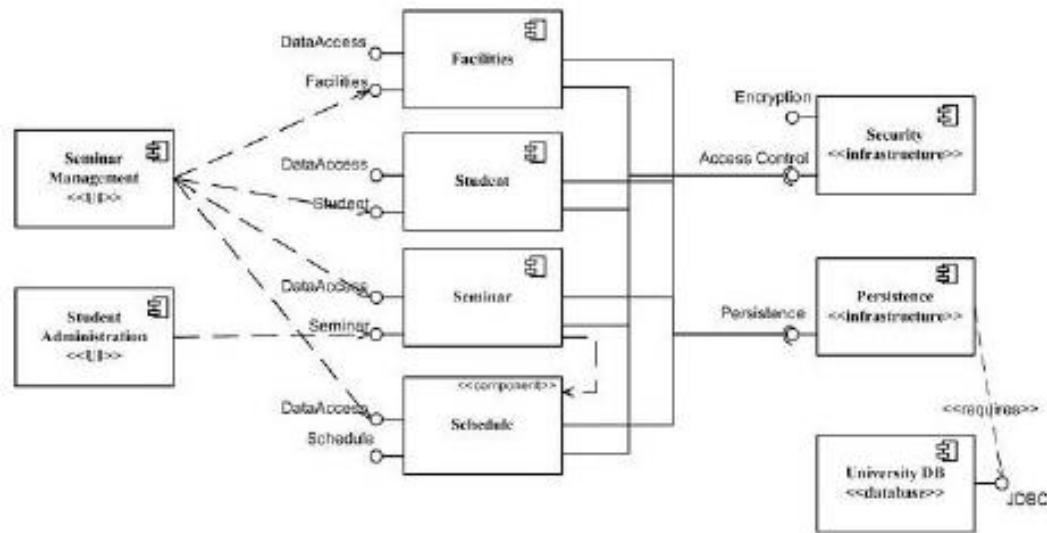 DataAccess
Facilities
Facilities
Encryption
Security
<<infrastructure>>
Access Control
Seminar
Management
<<UI>>
DataAccess
Student
Student
DataAccess
Seminar
Seminar
Persistence
Persistence
<<infrastructure>>
Student
Administration
<<UI>>
<<component>>
DataAccess
Schedule
Schedule
<<requires>>
University DB
<<database>>
JDBC